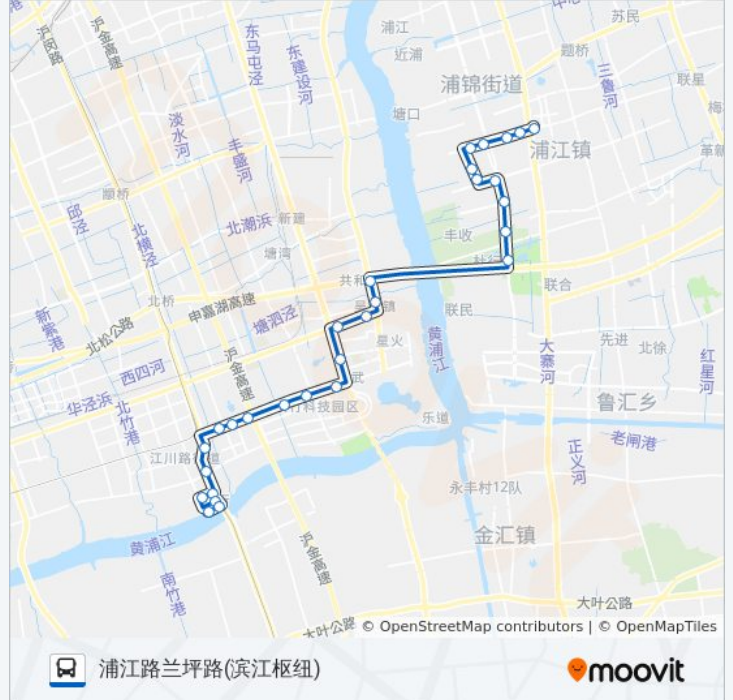 浦江
苏民
沪闵路
沪金高速
东马屯泾
东建设河
近浦
题桥
浦锦街道
三鲁河
联星
塘口
淡水河
浦江镇
丰盛河
颛桥
邱泾
北横泾
北潮浜
新建
丰收
塘湾
共和
联合
北桥
申嘉湖高速
联民
新紫港
北松公路
塘泗泾
星火
黄浦江
先进
北徐
大寨河
红星河
西四河
沪金高速
华泾浜
北竹港
科技园区
乐道
鲁汇乡
老闸港
正义河
江川路
永丰村12队
金汇镇
黄浦江
沪金高速
南竹港
大叶公路
大叶公路
© OpenStreetMap contributors | © OpenMapTiles
浦江路兰坪路(滨江枢纽)
moovit